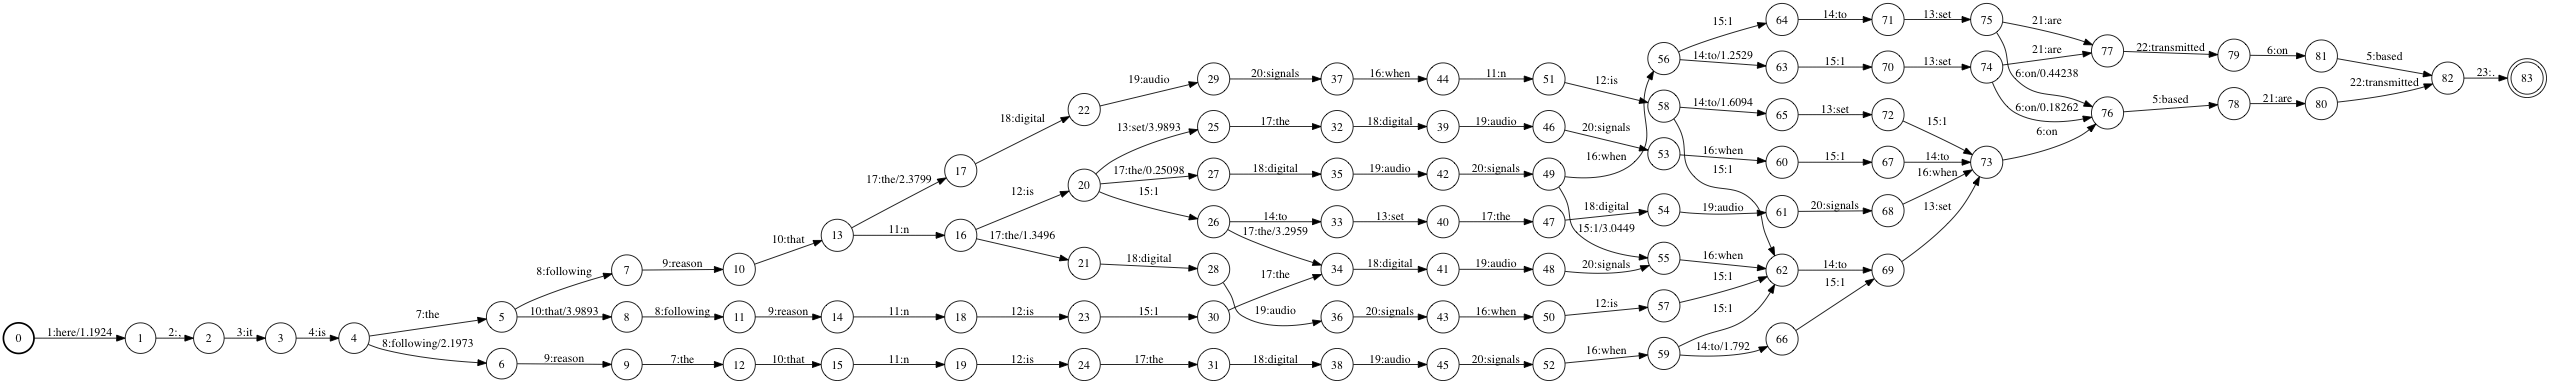 15:1 64 14:to 71 13:set 75 21:are
56 14:to/1.2529 63 15:1 70 13:set 74 21:are 77 22:transmitted 79 6:on 81 5:based
19:audio 29 20:signals 37 16:when 44 11:n 51 12:is 6:on/0.44238 82 23:. 83
18:digital 22 58 14:to/1.6094 65 13:set 72 6:on/0.18262 76 5:based 78 21:are 80 22:transmitted
13:set/3.9893 25 17:the 32 18:digital 39 19:audio 46 20:signals 15:1 6:on
17:the/2.3799 17 12:is 20 17:the/0.25098 27 18:digital 35 19:audio 42 20:signals 49 16:when 53 16:when 60 15:1 67 14:to 73
15:1 15:1 16:when
10:that 13 11:n 16 26 14:to 33 13:set 40 17:the 47 18:digital 54 19:audio 61 20:signals 68 13:set
17:the/1.3496 21 18:digital 28 17:the/3.2959 15:1/3.0449
8:following 7 9:reason 10 17:the 34 18:digital 41 19:audio 48 20:signals 55 16:when 62 14:to 69
7:the 5 10:that/3.9893 8 8:following 11 9:reason 14 11:n 18 12:is 23 15:1 30 19:audio 36 20:signals 43 16:when 50 12:is 57 15:1 15:1
0 1:here/1.1924 1 2:, 2 3:it 3 4:is 4 15:1
8:following/2.1973 6 9:reason 9 7:the 12 10:that 15 11:n 19 12:is 24 17:the 31 18:digital 38 19:audio 45 20:signals 52 16:when 59 14:to/1.792 66